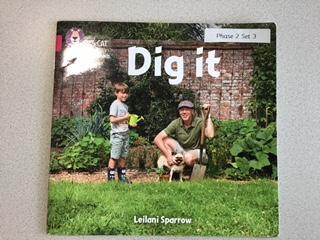 Dig it
Phase 2 Set 3
Leilani Sparrow